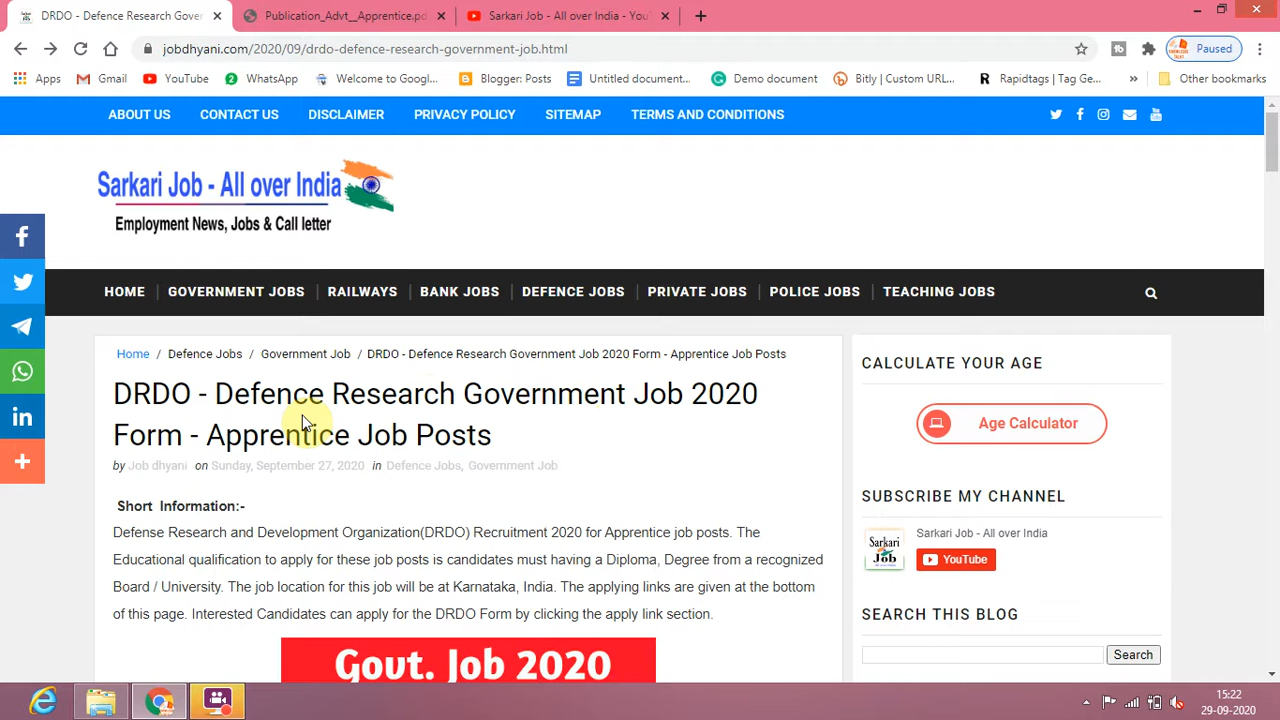 DRDO - Defence Research Gover
Publication_Advt__Apprentice.pd
Sarkari Job - All over India - You
Paused
jobdhyani.com/2020/09/drdo-defence-research-government-job.html
Apps Gmail YouTube WhatsApp Welcome to Googl... Blogger: Posts Untitled document... Demo document Bitly | Custom URL... Rapidtags | Tag Ge... » Other bookmarks
ABOUT US CONTACT US DISCLAIMER PRIVACY POLICY SITEMAP TERMS AND CONDITIONS
Sarkari Job - All over India
Employment News, Jobs & Call letter
HOME GOVERNMENT JOBS RAILWAYS BANK JOBS DEFENCE JOBS PRIVATE JOBS POLICE JOBS TEACHING JOBS
Home / Defence Jobs / Government Job / DRDO - Defence Research Government Job 2020 Form - Apprentice Job Posts
DRDO - Defence Research Government Job 2020
Form - Apprentice Job Posts
by Job dhyani on Sunday, September 27, 2020 in Defence Jobs, Government Job
Short Information:-
Defense Research and Development Organization(DRDO) Recruitment 2020 for Apprentice job posts. The
Educational qualification to apply for these job posts is candidates must having a Diploma, Degree from a recognized
Board / University. The job location for this job will be at Karnataka, India. The applying links are given at the bottom
of this page. Interested Candidates can apply for the DRDO Form by clicking the apply link section.
Govt. Job 2020
CALCULATE YOUR AGE
Age Calculator
SUBSCRIBE MY CHANNEL
Sarkari Job
Sarkari Job - All over India
YouTube
SEARCH THIS BLOG
Search
15:22
29-09-2020